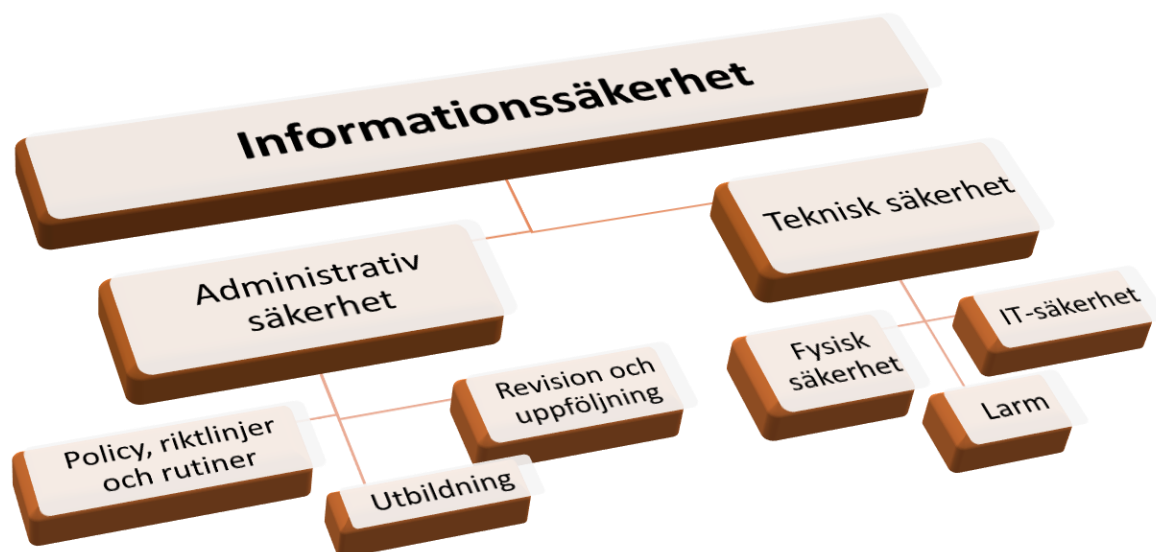 Informationssäkerhet
Administrativ
säkerhet
Teknisk säkerhet
Policy, riktlinjer
och rutiner
Utbildning
Revision och
uppföljning
Fysisk
säkerhet
Larm
IT-säkerhet